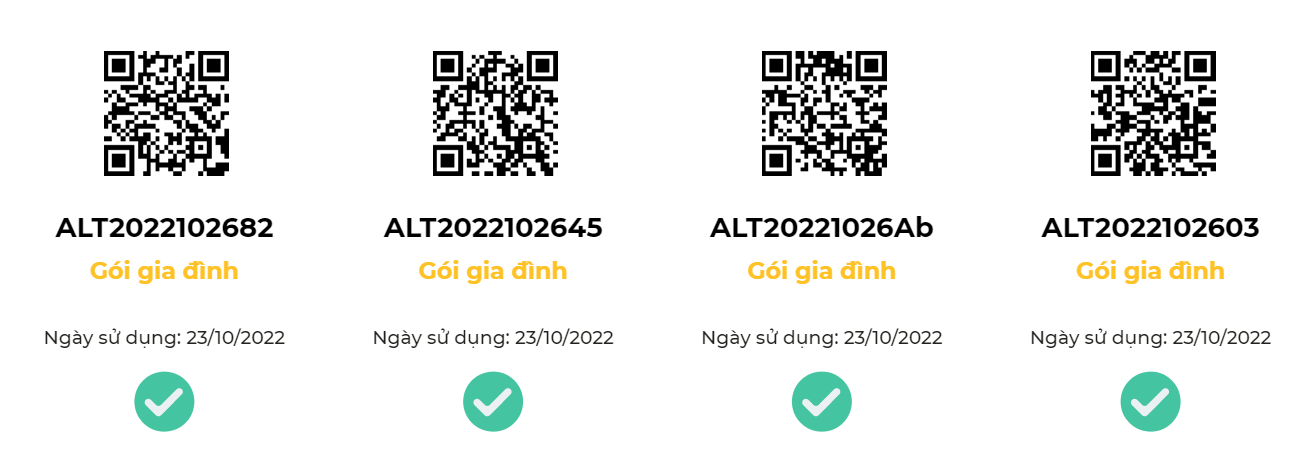 ALT2022102682
Gói gia đình
Ngày sử dụng: 23/10/2022
ALT2022102645
Gói gia đình
Ngày sử dụng: 23/10/2022
ALT20221026Ab
Gói gia đình
Ngày sử dụng: 23/10/2022
ALT2022102603
Gói gia đình
Ngày sử dụng: 23/10/2022